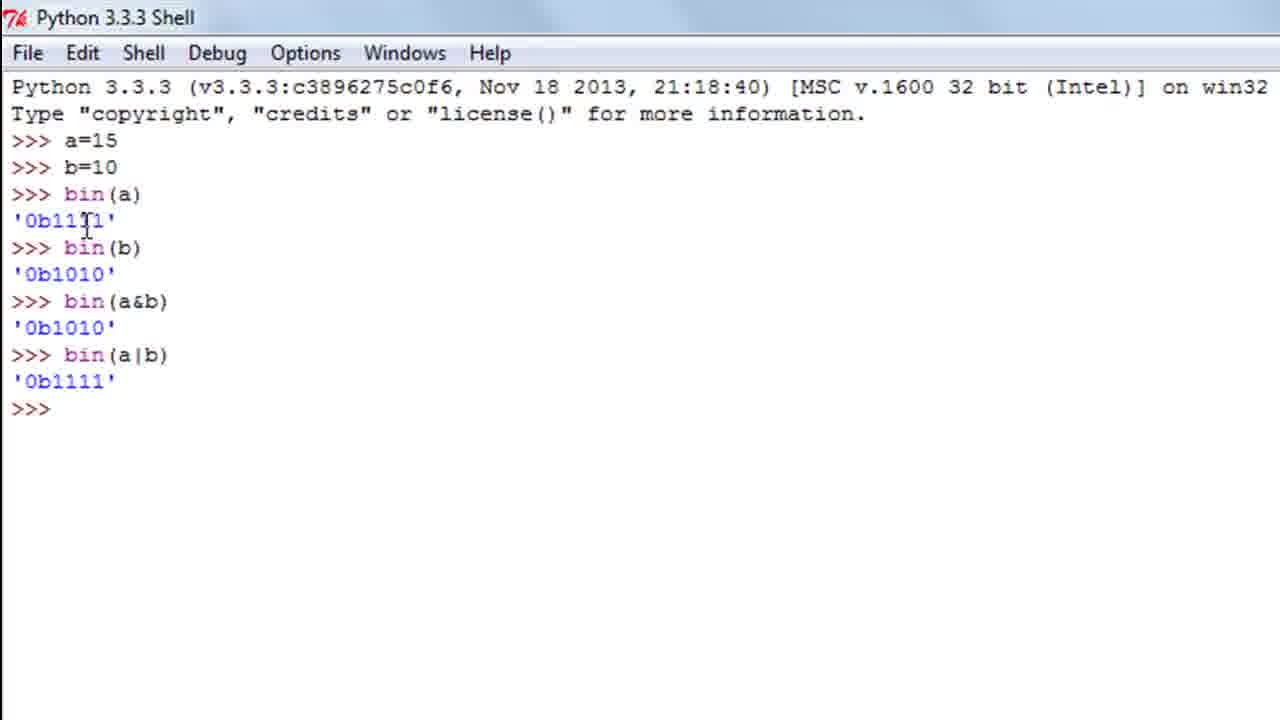 Python 3.3.3 Shell
File Edit Shell Debug Options Windows Help
Python 3.3.3 (v3.3.3:c3896275c0f6, Nov 18 2013, 21:18:40) [MSC v.1600 32 bit (Intel)] on win32
Type "copyright", "credits" or "license()" for more information.
>>> a=15
>>> b=10
>>> bin(a)
'0b1111'
>>> bin(b)
'0b1010'
>>> bin(a&b)
'0b1010'
>>> bin(a|b)
'0b1111'
>>>